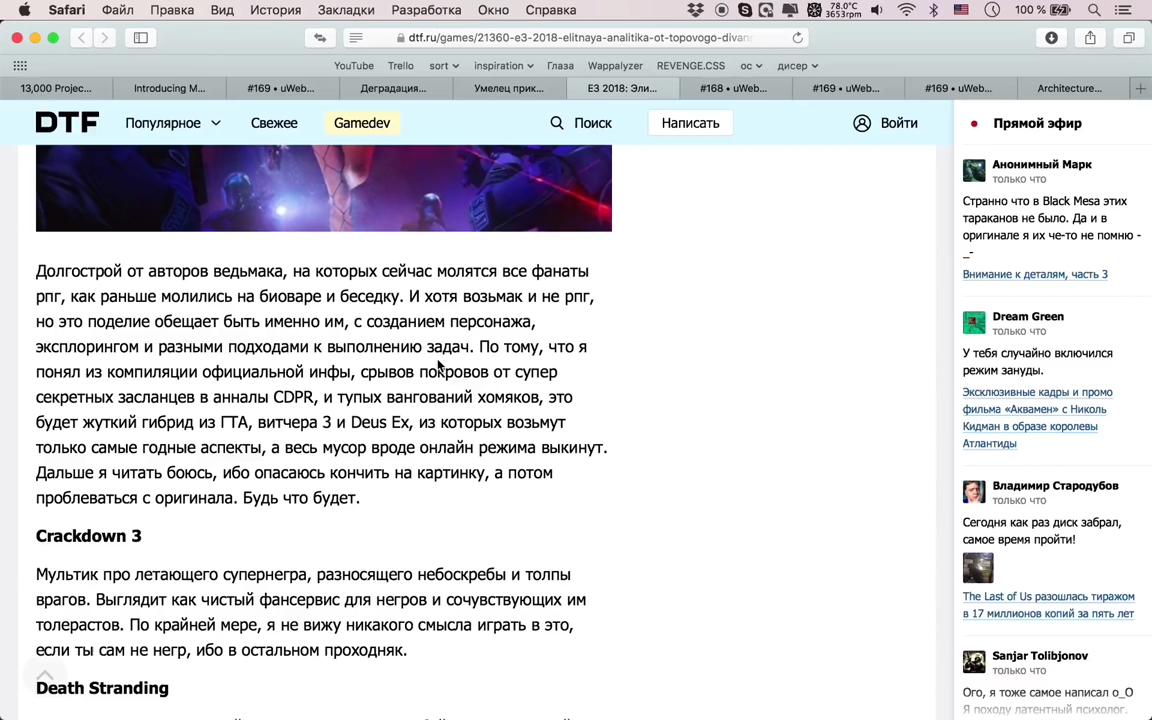 Safari Файл Правка Вид История Закладки Разработка Окно Справка 78.0°C 3653rpm 100 %
dtf.ru/games/21360-e3-2018-elitnaya-analitika-ot-topovogo-divann
YouTube Trello sort inspiration Глаза Wappalyzer REVENGE.CSS ос дисер
13,000 Projec... Introducing M... #169 • uWeb... Деградация... Умелец прик... E3 2018: Эли... #168 • uWeb... #169 • uWeb... #169 • uWeb... Architecture...
DTF Популярное Свежее Gamedev Поиск Написать Войти
Долгострой от авторов ведьмака, на которых сейчас молятся все фанаты
рпг, как раньше молились на биоваре и беседку. И хотя возьмак и не рпг,
но это поделие обещает быть именно им, с созданием персонажа,
эксплорингом и разными подходами к выполнению задач. По тому, что я
понял из компиляции официальной инфы, срывов покровов от супер
секретных засланцев в анналы CDPR, и тупых вангований хомяков, это
будет жуткий гибрид из ГТА, витчера 3 и Deus Ex, из которых возьмут
только самые годные аспекты, а весь мусор вроде онлайн режима выкинут.
Дальше я читать боюсь, ибо опасаюсь кончить на картинку, а потом
проблеваться с оригинала. Будь что будет.
Crackdown 3
Мультик про летающего супернегра, разносящего небоскребы и толпы
врагов. Выглядит как чистый фансервис для негров и сочувствующих им
толерастов. По крайней мере, я не вижу никакого смысла играть в это,
если ты сам не негр, ибо в остальном проходняк.
Death Stranding
Прямой эфир
Анонимный Марк
только что
Странно что в Black Mesa этих
тараканов не было. Да и в
оригинале я их че-то не помню -
_-
Внимание к деталям, часть 3
Dream Green
только что
У тебя случайно включился
режим зануды.
Эксклюзивные кадры и промо
фильма «Аквамен» с Николь
Кидман в образе королевы
Атлантиды
Владимир Стародубов
только что
Сегодня как раз диск забрал,
самое время пройти!
The Last of Us разошлась тиражом
в 17 миллионов копий за пять лет
Sanjar Tolibjonov
только что
Ого, я тоже самое написал о_О
Я походу латентный психолог.